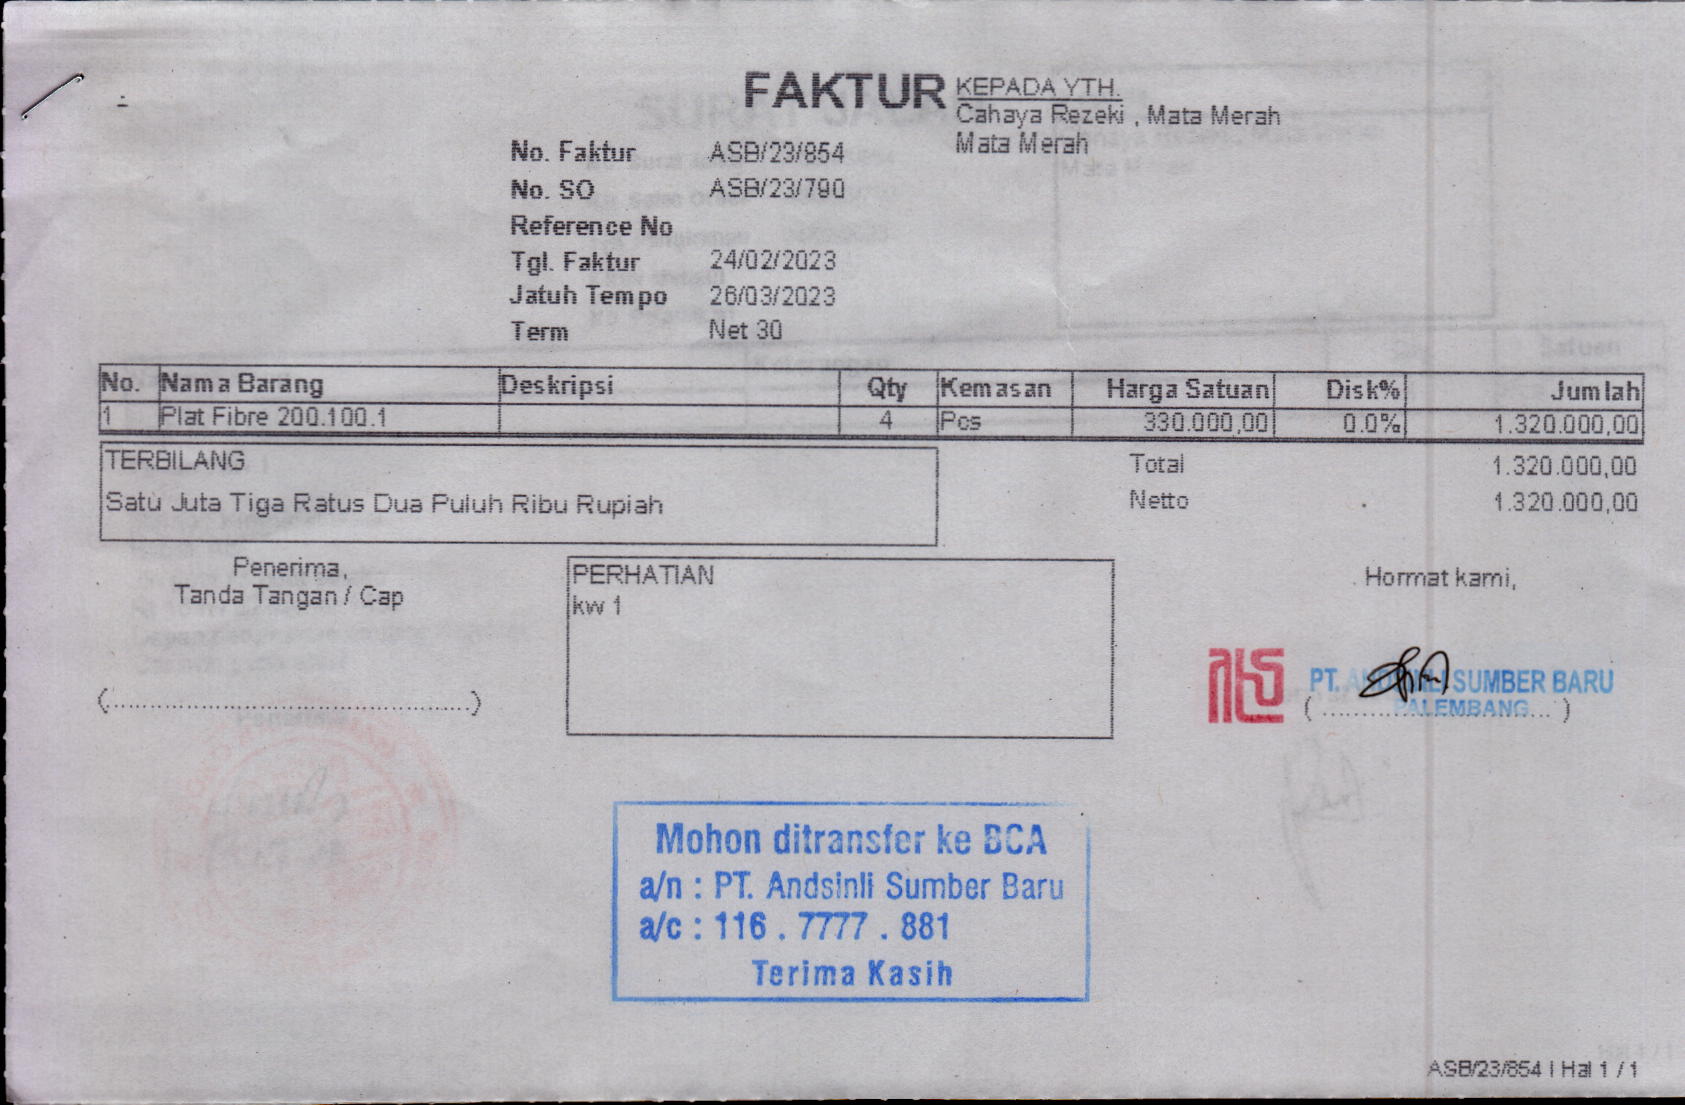 FAKTUR
KEPADA YTH.
Cahaya Rezeki , Mata Merah
Mata Merah
No. Faktur ASB/23/854
No. SO ASB/23/790
Reference No
Tgl. Faktur 24/02/2023
Jatuh Tempo 26/03/2023
Term Net 30
No. Nama Barang Deskripsi Qty Kemasan Harga Satuan Disk% Jumlah
1 Plat Fibre 200.100.1 4 Pcs 330.000,00 0.0% 1.320.000,00
TERBILANG
Satu Juta Tiga Ratus Dua Puluh Ribu Rupiah
Total 1.320.000,00
Netto 1.320.000,00
Penerima,
Tanda Tangan / Cap
(..........................................)
PERHATIAN
kw 1
Hormat kami,
PT. ANDSINLI SUMBER BARU
PALEMBANG
Mohon ditransfer ke BCA
a/n : PT. Andsinli Sumber Baru
a/c : 116 . 7777 . 881
Terima Kasih
ASB/23/854 | Hal 1 / 1